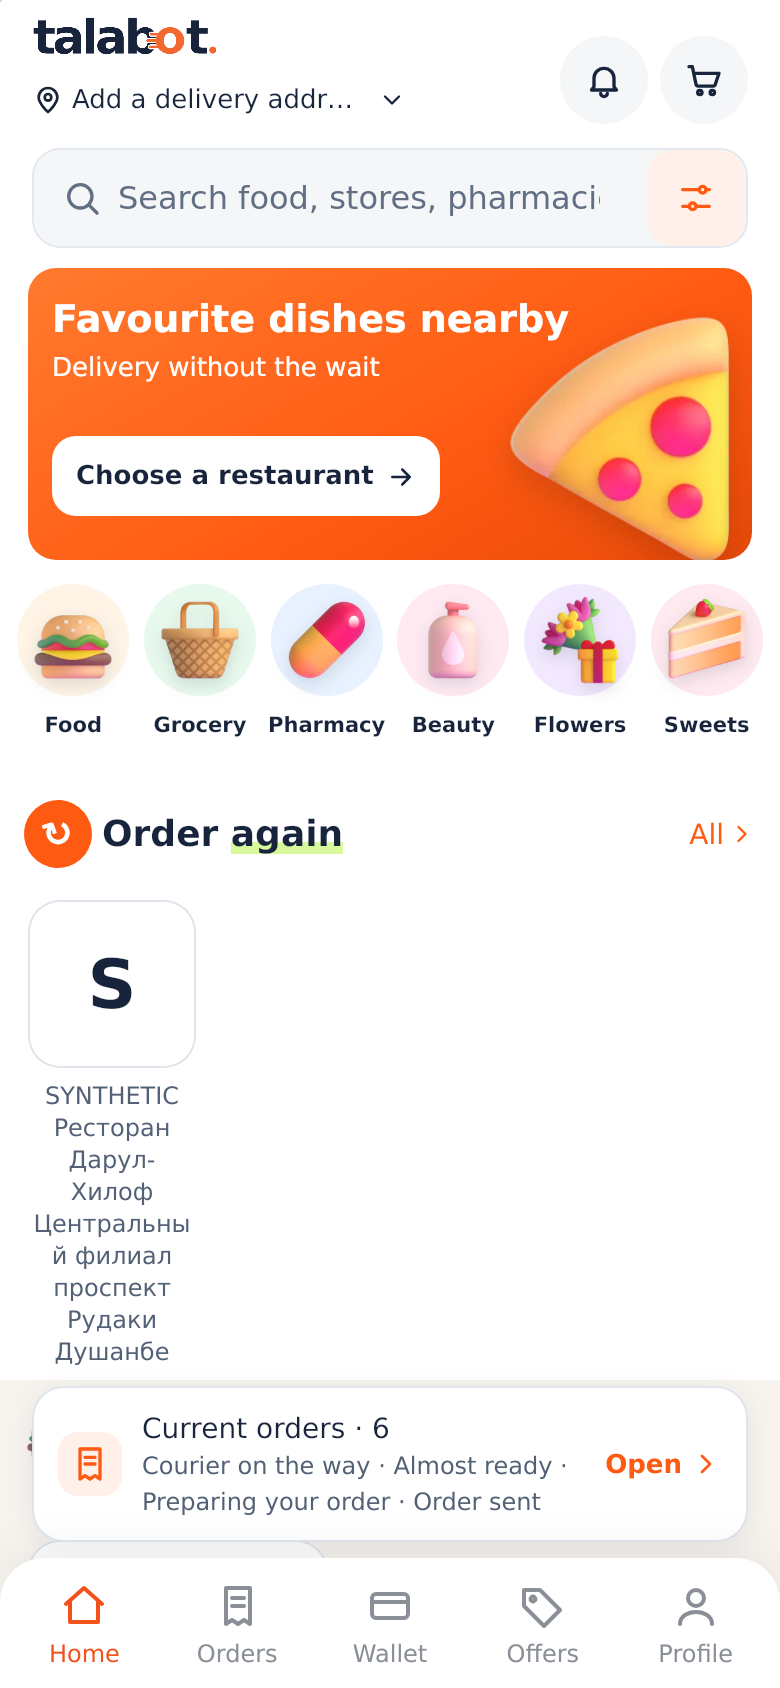 talabot.
Add a delivery addr...
Search food, stores, pharmaci
Favourite dishes nearby
Delivery without the wait
Choose a restaurant →
Food Grocery Pharmacy Beauty Flowers Sweets
Order again
All
S
SYNTHETIC
Ресторан
Дарул-
Хилоф
Центральны
й филиал
проспект
Рудаки
Душанбе
Current orders · 6
Courier on the way · Almost ready ·
Preparing your order · Order sent
Open
Home Orders Wallet Offers Profile